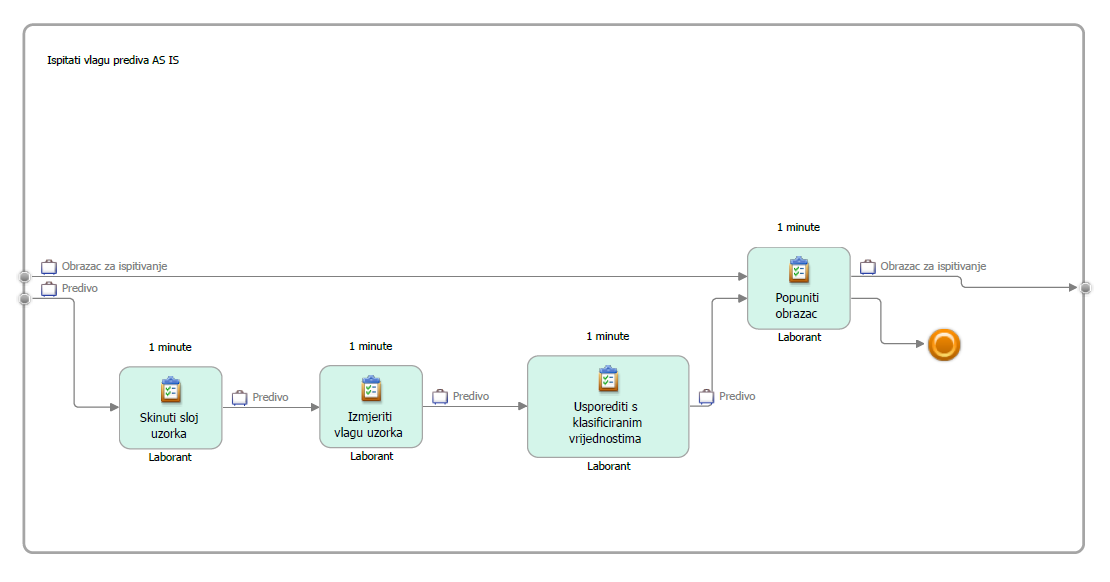 Ispitati vlagu prediva AS IS
1 minute
Obrazac za ispitivanje
Obrazac za ispitivanje
Predivo
Popuniti
obrazac
Laborant
1 minute
1 minute
1 minute
Skinuti sloj
uzorka
Laborant
Predivo
Izmjeriti
vlagu uzorka
Laborant
Predivo
Usporediti s
klasificiranim
vrijednostima
Laborant
Predivo